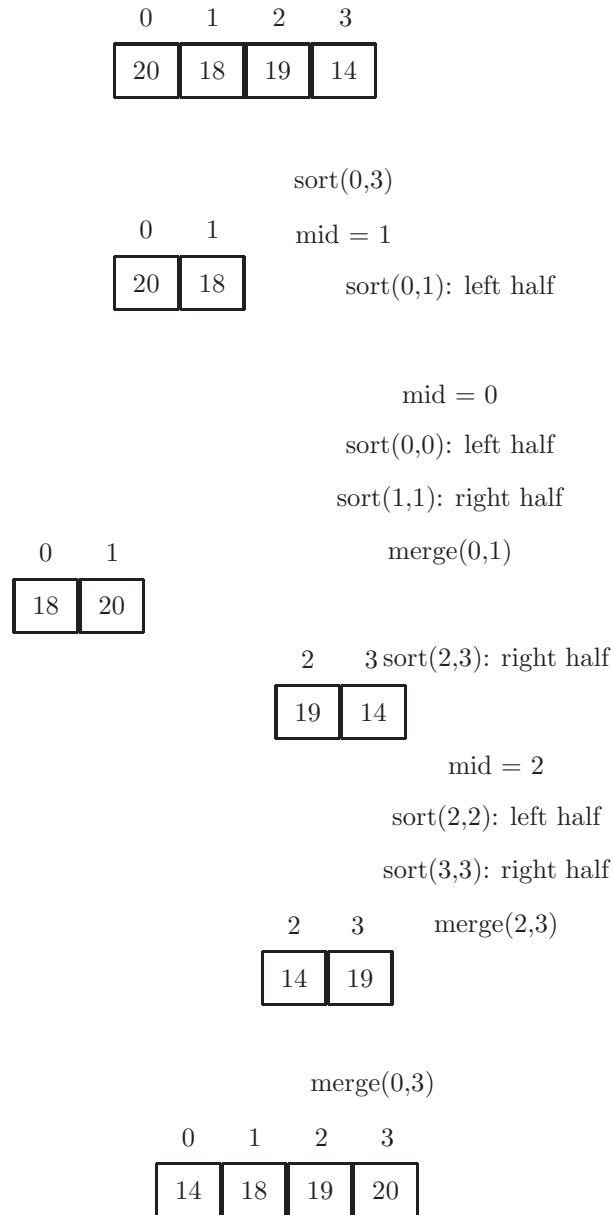 0 1 2 3
20 18 19 14
sort(0,3)
0 1 mid = 1
20 18 sort(0,1): left half
mid = 0
sort(0,0): left half
sort(1,1): right half
0 1 merge(0,1)
18 20
2 3 sort(2,3): right half
19 14
mid = 2
sort(2,2): left half
sort(3,3): right half
2 3 merge(2,3)
14 19
merge(0,3)
0 1 2 3
14 18 19 20